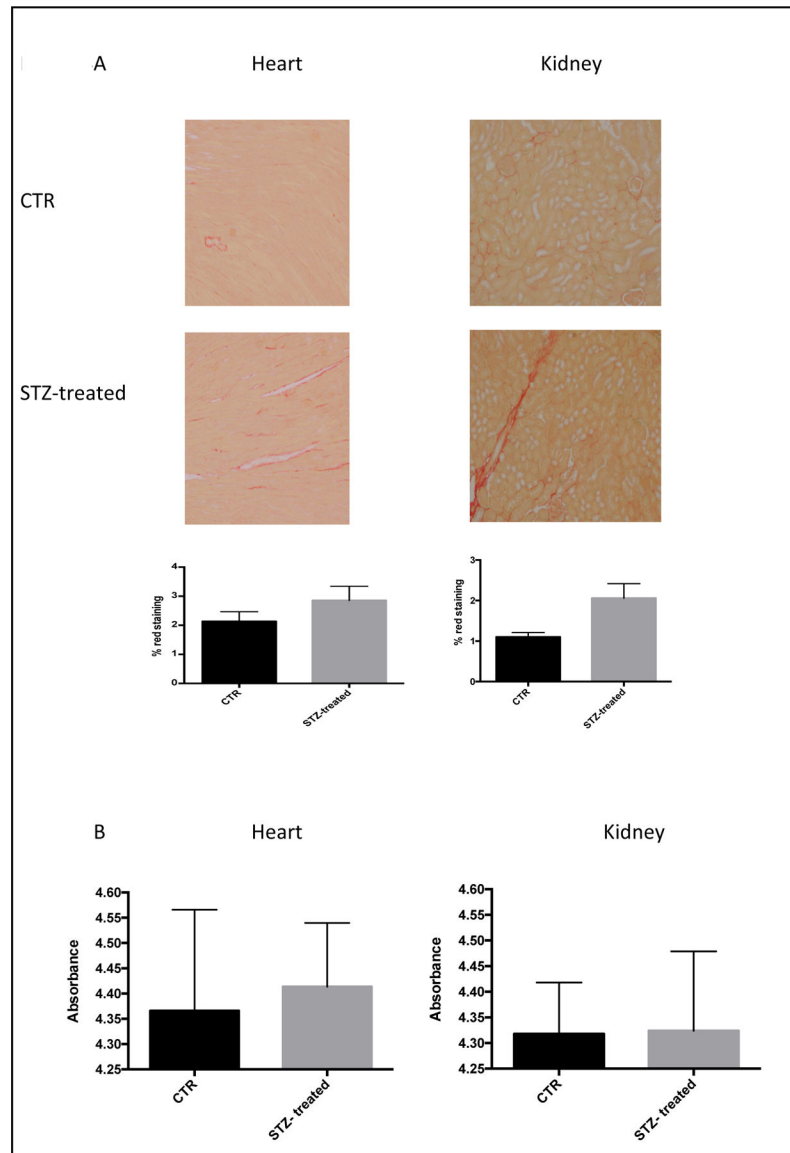 A Heart Kidney
CTR
STZ-treated
4
3
2
1
0
% red staining
CTR
STZ-treated
3
2
1
0
% red staining
CTR
STZ-treated
B Heart Kidney
4.60
4.55
4.50
4.45
4.40
4.35
4.30
4.25
Absorbance
CTR
STZ- treated
4.60
4.55
4.50
4.45
4.40
4.35
4.30
4.25
Absorbance
CTR
STZ- treated